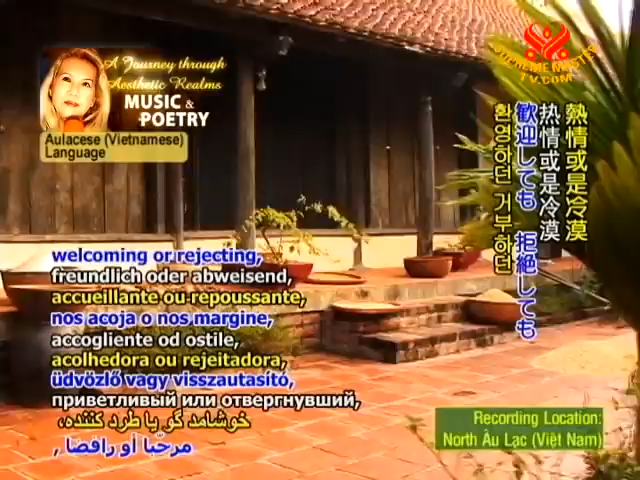 A Journey through
Aesthetic Realms
MUSIC &
POETRY
Aulacese (Vietnamese)
Language
SUPREME MASTER
TV.COM
熱情或是冷漠
热情或是冷漠
歓迎しても 拒絶しても
환영하던 거부하던
welcoming or rejecting,
freundlich oder abweisend,
accueillante ou repoussante,
nos acoja o nos margine,
accogliente od ostile,
acolhedora ou rejeitadora,
üdvözlő vagy visszautasító,
приветливый или отвергнувший,
خوشامد گو یا طرد کننده،
مرحّبا أو رافضًا ,
Recording Location:
North Âu Lạc (Việt Nam)